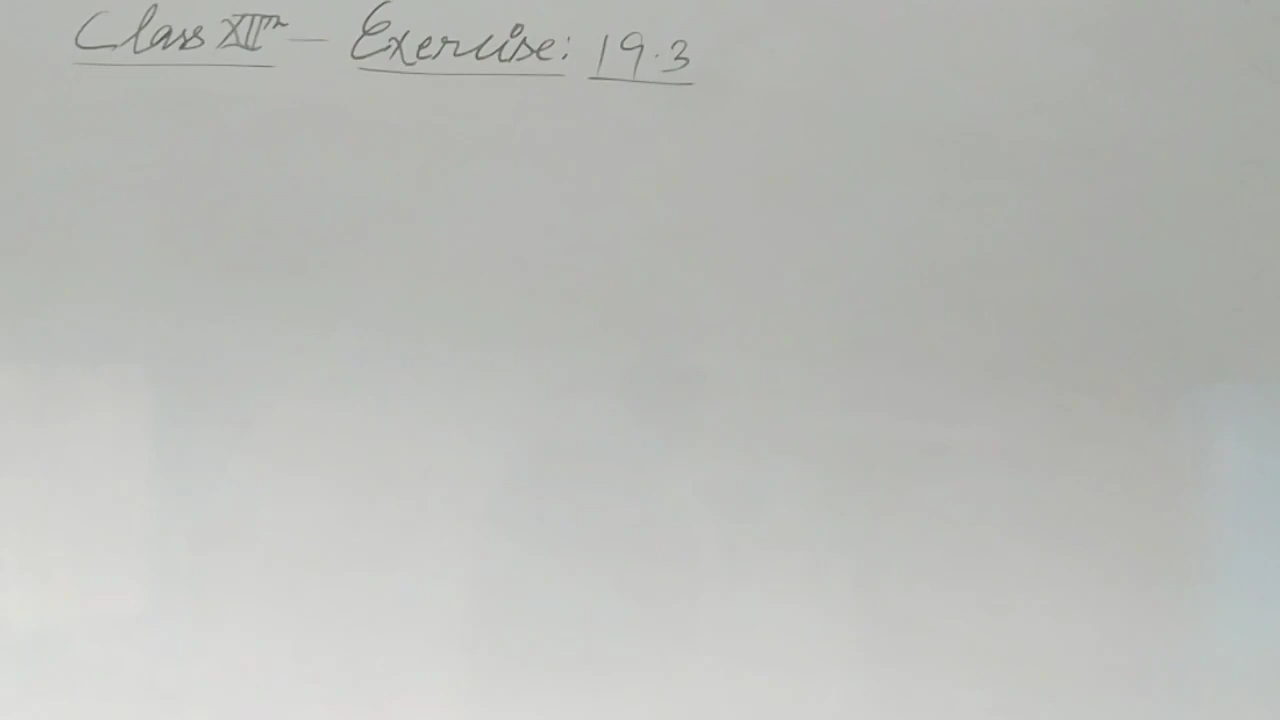 Class XIIth – Exercise: 19.3